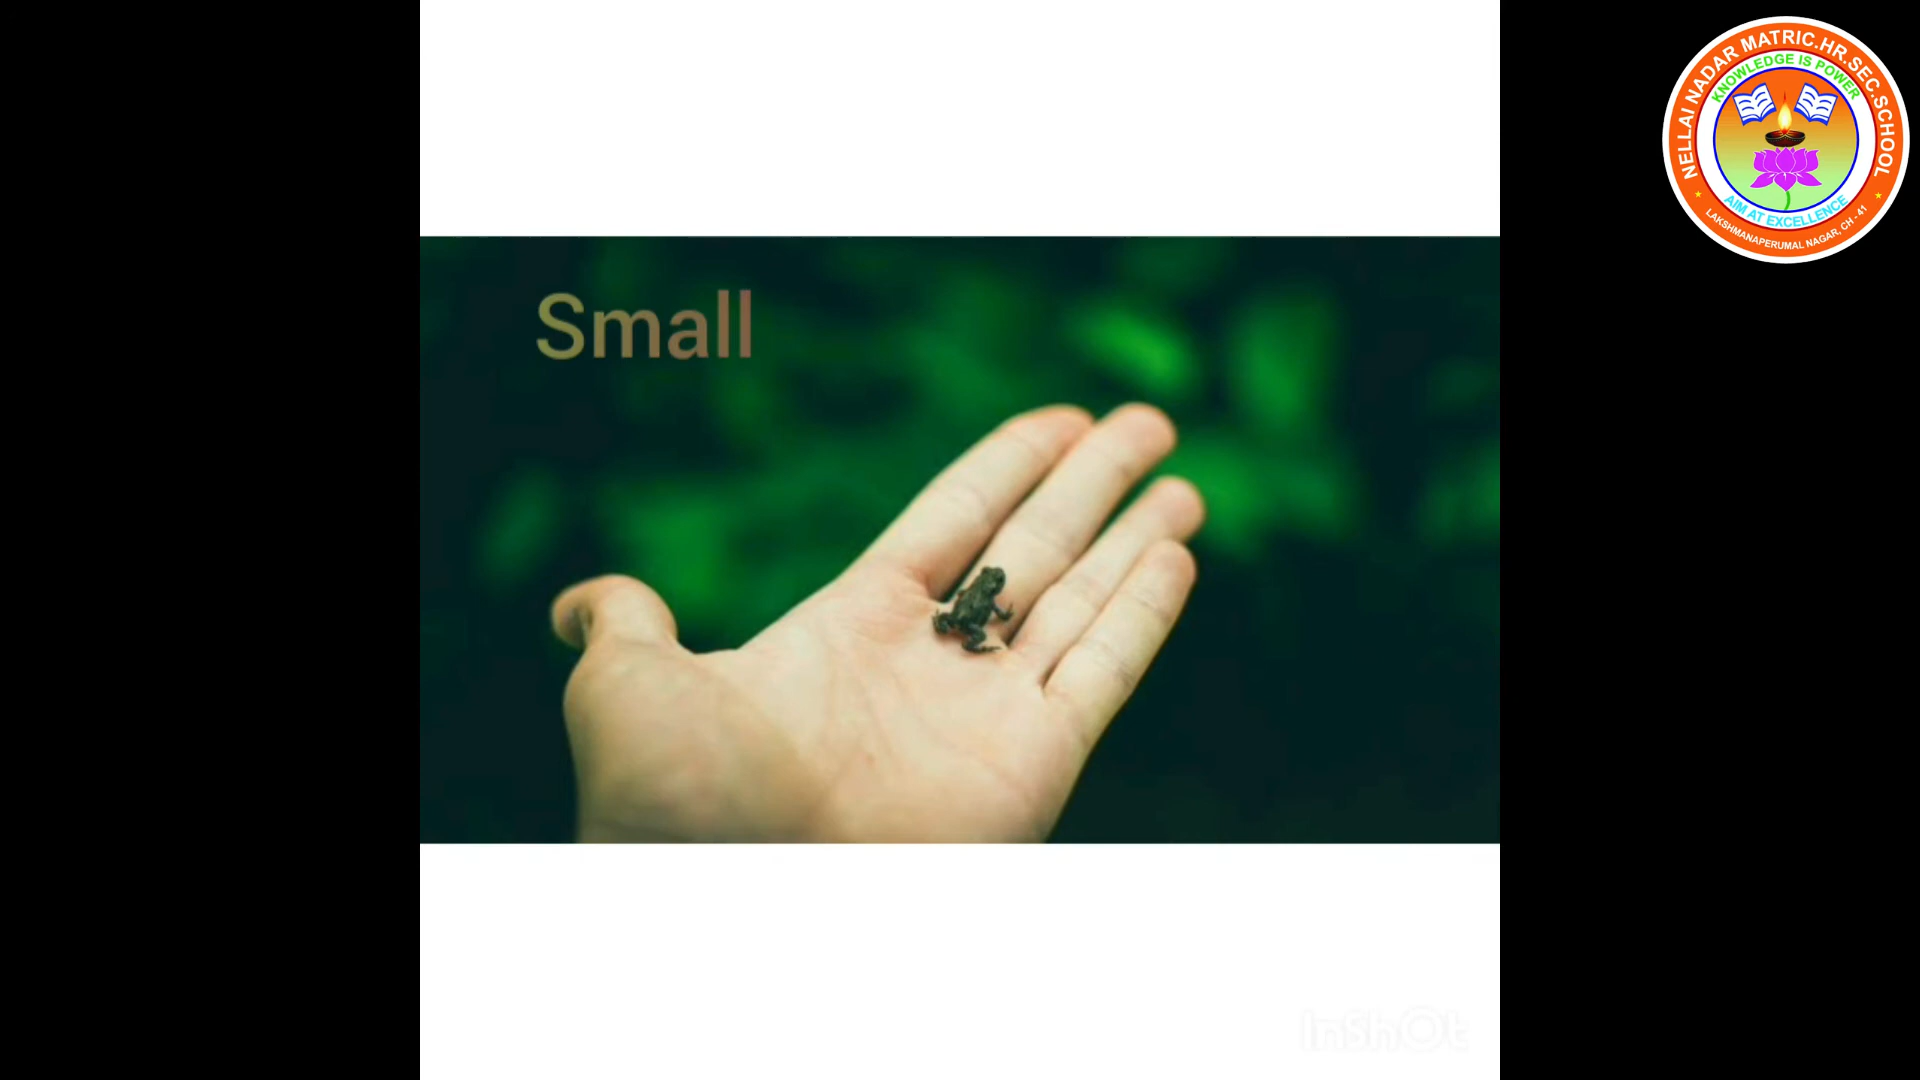 Small
NELLAI NADAR MATRIC.HR.SEC.SCHOOL
KNOWLEDGE IS POWER
AIM AT EXCELLENCE
LAKSHMANAPERUMAL NAGAR, CH - 41
InShOt